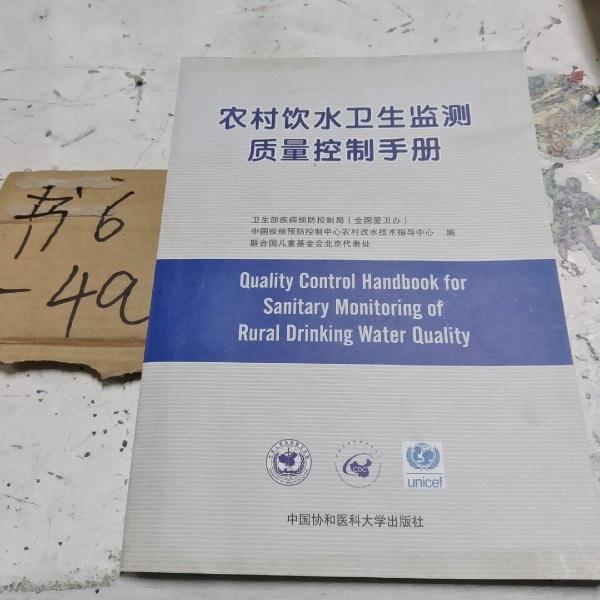 农村饮水卫生监测
质量控制手册
卫生部疾病预防控制局（全国爱卫办）
中国疾病预防控制中心农村改水技术指导中心 编
联合国儿童基金会北京代表处
Quality Control Handbook for
Sanitary Monitoring of
Rural Drinking Water Quality
CDC
unicef
中国协和医科大学出版社
书6
-4a